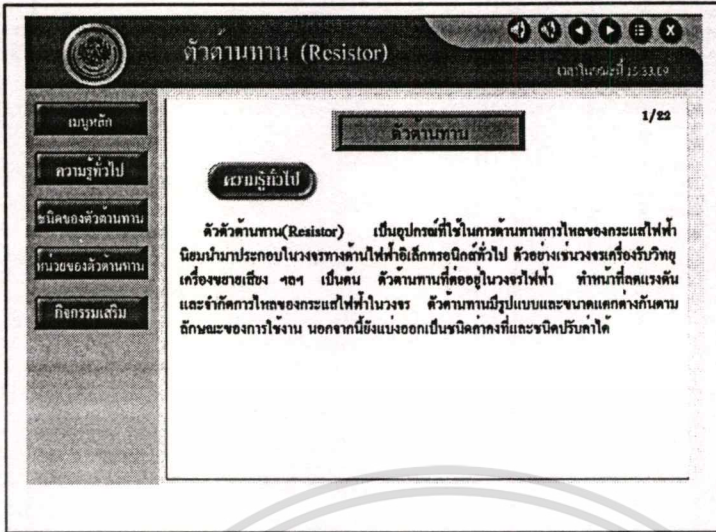 ตัวต้านทาน (Resistor)
เวลาในขณะนี้ 15:33:09
เมนูหลัก
ความรู้ทั่วไป
ชนิดของตัวต้านทาน
หน่วยของตัวต้านทาน
กิจกรรมเสริม
1/22
ตัวต้านทาน
ความรู้ทั่วไป
ตัวตัวต้านทาน(Resistor) เป็นอุปกรณ์ที่ใช้ในการต้านทานการไหลของกระแสไฟฟ้า
นิยมนำมาประกอบในวงจรทางด้านไฟฟ้าอิเล็กทรอนิกส์ทั่วไป ตัวอย่างเช่นวงจรเครื่องรับวิทยุ
เครื่องขยายเสียง ฯลฯ เป็นต้น ตัวต้านทานที่ต่ออยู่ในวงจรไฟฟ้า ทำหน้าที่ลดแรงดัน
และจำกัดการไหลของกระแสไฟฟ้าในวงจร ตัวต้านทานมีรูปแบบและขนาดแตกต่างกันตาม
ลักษณะของการใช้งาน นอกจากนี้ยังแบ่งออกเป็นชนิดค่าคงที่และชนิดปรับค่าได้